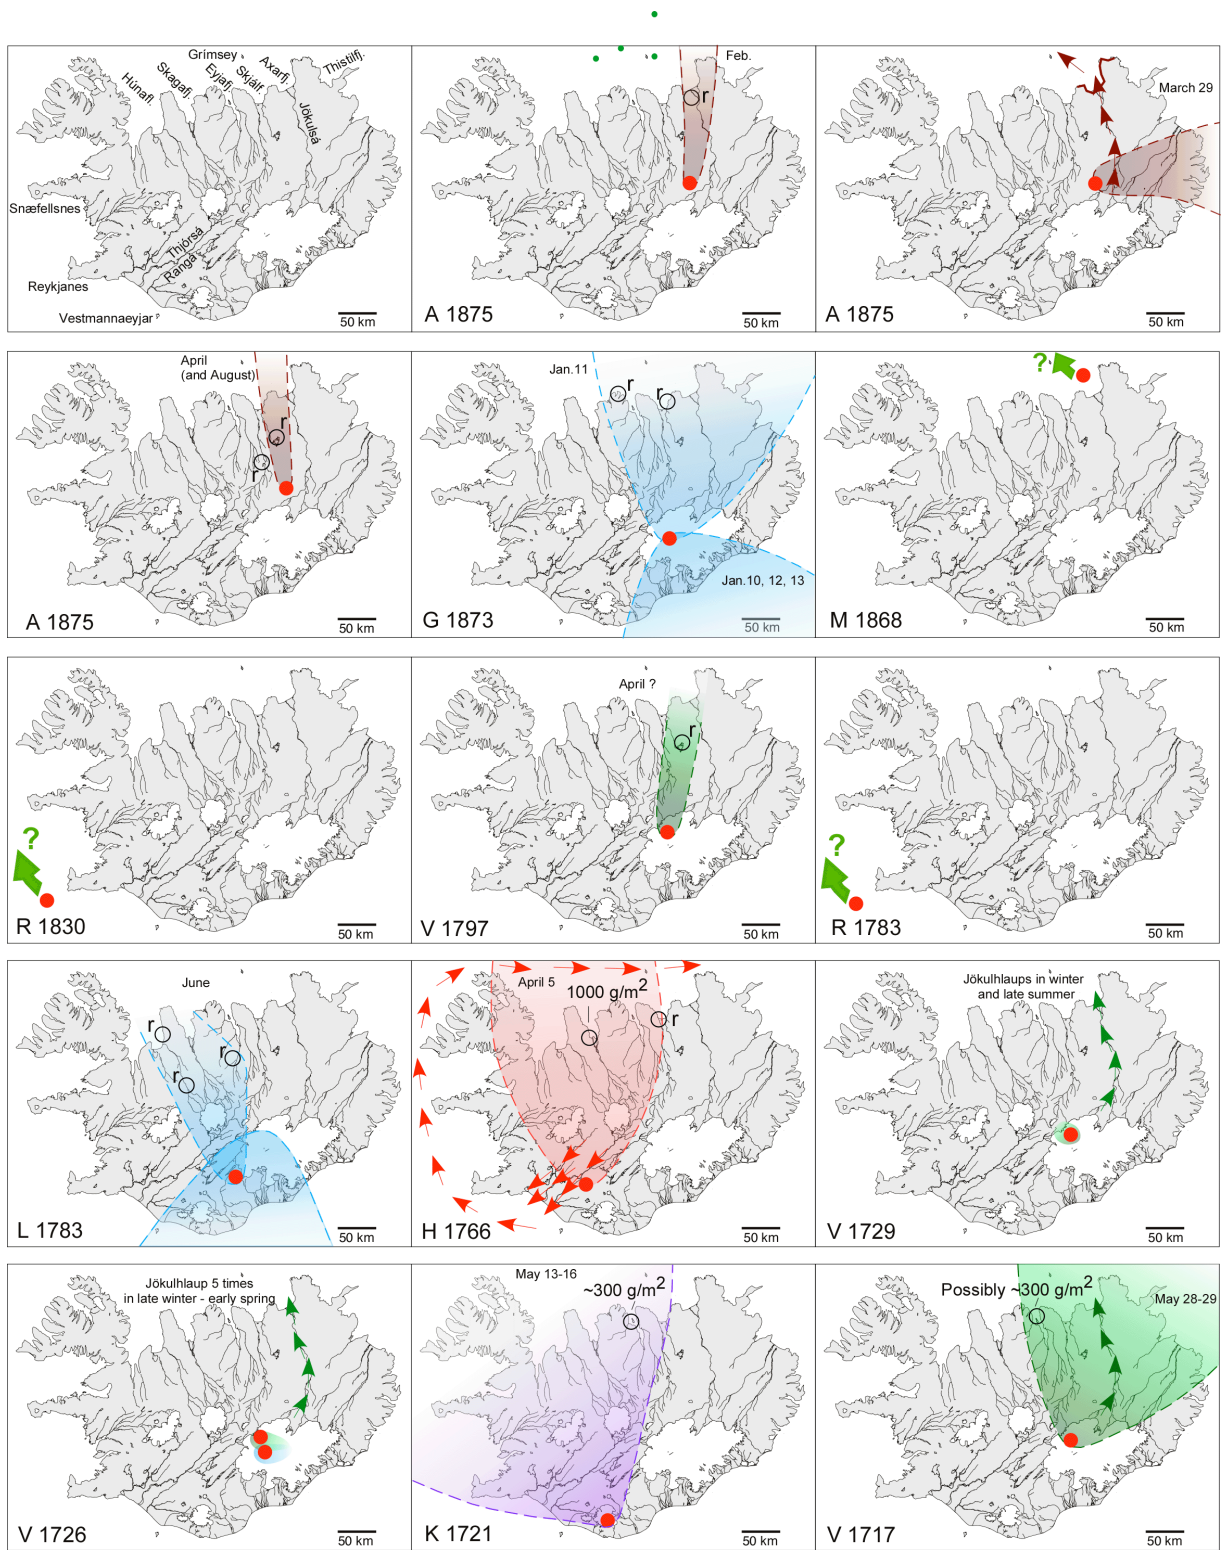 Grímsey
Húnafl.
Skagafj.
Eyjafj.
Skjálf.
Axarfj.
Thistilfj.
Jökulsá
Snæfellsnes
Thjórsá
Rangá
Reykjanes
Vestmannaeyjar
50 km
Feb.
r
A 1875
50 km
March 29
A 1875
50 km
April
(and August)
r
r
A 1875
50 km
Jan.11
r
r
Jan.10, 12, 13
G 1873
50 km
?
M 1868
50 km
?
R 1830
50 km
April ?
r
V 1797
50 km
?
R 1783
50 km
June
r
r
r
L 1783
50 km
April 5
1000 g/m²
r
H 1766
50 km
Jökulhlaups in winter
and late summer
V 1729
50 km
Jökulhlaup 5 times
in late winter - early spring
V 1726
50 km
May 13-16
~300 g/m²
K 1721
50 km
Possibly ~300 g/m²
May 28-29
V 1717
50 km